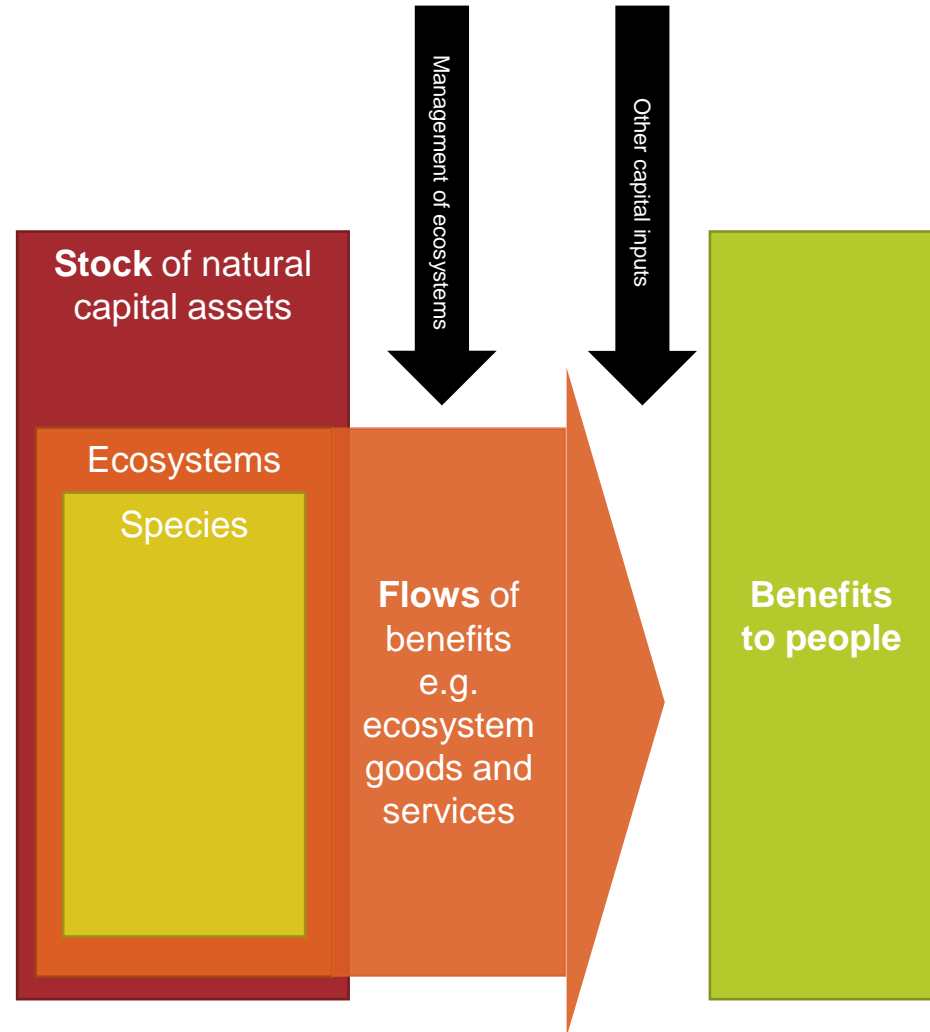 Management of ecosystems
Other capital inputs
Stock of natural
capital assets
Ecosystems
Species
Flows of
benefits
e.g.
ecosystem
goods and
services
Benefits
to people